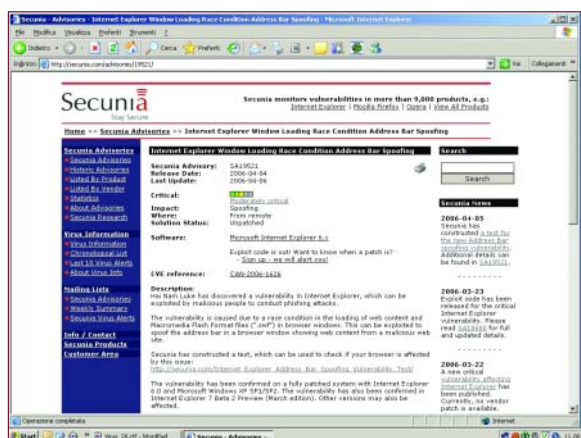 Secunia - Advisories - Internet Explorer Window Loading Race Condition Address Bar Spoofing - Microsoft Internet Explorer
File Modifica Visualizza Preferiti Strumenti ?
Indietro Cerca Preferiti
Indirizzo http://secunia.com/advisories/19521/ Vai Collegamenti
Secunia
Stay Secure
Secunia monitors vulnerabilities in more than 9,000 products, e.g.:
Internet Explorer | Mozilla Firefox | Opera | View All Products
Home >> Secunia Advisories >> Internet Explorer Window Loading Race Condition Address Bar Spoofing
Secunia Advisories
Secunia Advisories
Historic Advisories
Listed By Product
Listed By Vendor
Statistics
About Advisories
Secunia Research
Virus Information
Virus Information
Chronological List
Last 10 Virus Alerts
About Virus Info
Mailing Lists
Secunia Advisories
Weekly Summary
Secunia Virus Alerts
Info / Contact
Secunia Products
Customer Area
Internet Explorer Window Loading Race Condition Address Bar Spoofing
Secunia Advisory: SA19521
Release Date: 2006-04-04
Last Update: 2006-04-06
Critical:
Moderately critical
Impact: Spoofing
Where: From remote
Solution Status: Unpatched
Software: Microsoft Internet Explorer 6.x
Exploit code is out! Want to know when a patch is?
- Sign up - we will alert you!
CVE reference: CAN-2006-1626
Description:
Hai Nam Luke has discovered a vulnerability in Internet Explorer, which can be
exploited by malicious people to conduct phishing attacks.
The vulnerability is caused due to a race condition in the loading of web content and
Macromedia Flash Format files (".swf") in browser windows. This can be exploited to
spoof the address bar in a browser window showing web content from a malicious web
site.
Secunia has constructed a test, which can be used to check if your browser is affected
by this issue:
http://secunia.com/Internet_Explorer_Address_Bar_Spoofing_Vulnerability_Test/
The vulnerability has been confirmed on a fully patched system with Internet Explorer
6.0 and Microsoft Windows XP SP1/SP2. The vulnerability has also been confirmed in
Internet Explorer 7 Beta 2 Preview (March edition). Other versions may also be
affected.
Search
Search
Secunia News
2006-04-05
Secunia has
constructed a test for
the new Address Bar
spoofing vulnerability.
Additional details can
be found in SA19521.
2006-03-23
Exploit code has been
released for the critical
Internet Explorer
vulnerability. Please
read for full
and updated details.
2006-03-22
A new critical
vulnerability affecting
Internet Explorer has
been published.
Currently, no vendor
patch is available.
Operazione completata Internet
Start Secunia - Advisories -